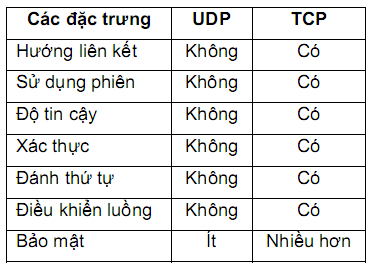 Các đặc trưng UDP TCP
Hướng liên kết Không Có
Sử dụng phiên Không Có
Độ tin cậy Không Có
Xác thực Không Có
Đánh thứ tự Không Có
Điều khiển luồng Không Có
Bảo mật Ít Nhiều hơn